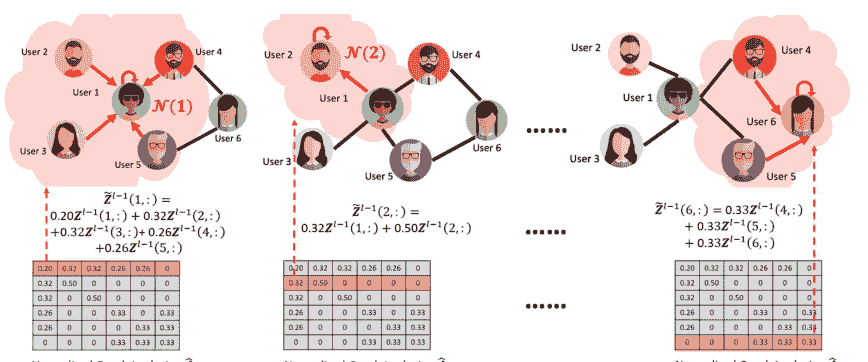 User 2
User 4
User 1
𝒩(1)
User 3
User 5
User 6
Z̃^{l−1}(1,:) =
0.20Z^{l−1}(1,:) + 0.32Z^{l−1}(2,:)
+0.32Z^{l−1}(3,:)+ 0.26Z^{l−1}(4,:)
+0.26Z^{l−1}(5,:)
0.20 0.32 0.32 0.26 0.26 0
0.32 0.50 0 0 0 0
0.32 0 0.50 0 0 0
0.26 0 0 0.33 0 0.33
0.26 0 0 0 0.33 0.33
0 0 0 0.33 0.33 0.33
User 2
𝒩(2)
User 4
User 1
User 3
User 5
User 6
Z̃^{l−1}(2,:) =
0.32Z^{l−1}(1,:) + 0.50Z^{l−1}(2,:)
0.20 0.32 0.32 0.26 0.26 0
0.32 0.50 0 0 0 0
0.32 0 0.50 0 0 0
0.26 0 0 0.33 0 0.33
0.26 0 0 0 0.33 0.33
0 0 0 0.33 0.33 0.33
......
......
......
User 2
User 4
User 1
User 6
User 3
User 5
Z̃^{l−1}(6,:) = 0.33Z^{l−1}(4,:)
+ 0.33Z^{l−1}(5,:)
+ 0.33Z^{l−1}(6,:)
0.20 0.32 0.32 0.26 0.26 0
0.32 0.50 0 0 0 0
0.32 0 0.50 0 0 0
0.26 0 0 0.33 0 0.33
0.26 0 0 0 0.33 0.33
0 0 0 0.33 0.33 0.33